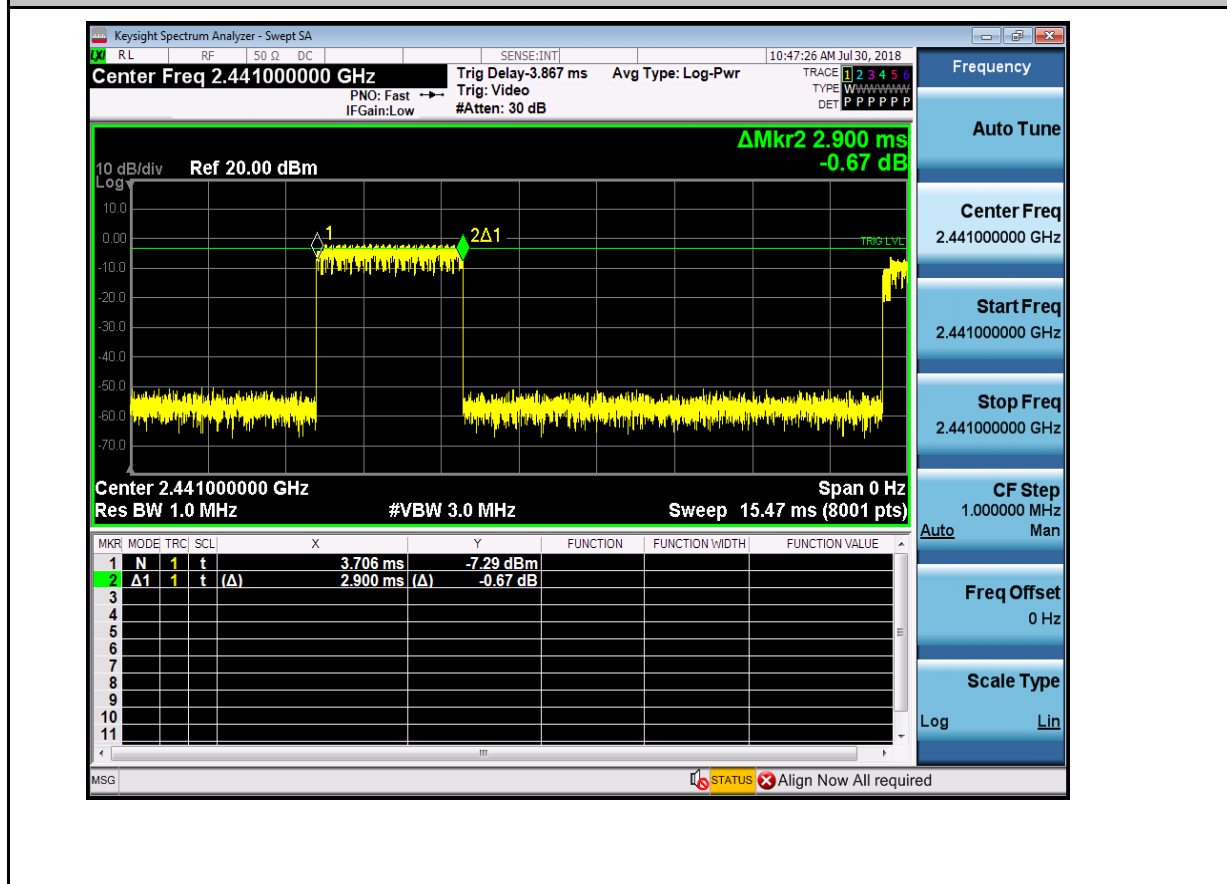 Keysight Spectrum Analyzer - Swept SA
LXI RL RF 50 Ω DC SENSE:INT 10:47:26 AM Jul 30, 2018
Center Freq 2.441000000 GHz
PNO: Fast
IFGain:Low
Trig Delay-3.867 ms
Trig: Video
#Atten: 30 dB
Avg Type: Log-Pwr
TRACE 1 2 3 4 5 6
TYPE WWWWWW
DET P P P P P P
ΔMkr2 2.900 ms
-0.67 dB
10 dB/div Ref 20.00 dBm
Log
10.0
0.00
-10.0
-20.0
-30.0
-40.0
-50.0
-60.0
-70.0
1
2Δ1
TRIG LVL
Center 2.441000000 GHz Span 0 Hz
Res BW 1.0 MHz #VBW 3.0 MHz Sweep 15.47 ms (8001 pts)
MKR MODE TRC SCL X Y FUNCTION FUNCTION WIDTH FUNCTION VALUE
1 N 1 t 3.706 ms -7.29 dBm
2 Δ1 1 t (Δ) 2.900 ms (Δ) -0.67 dB
3
4
5
6
7
8
9
10
11
MSG STATUS Align Now All required
Frequency
Auto Tune
Center Freq
2.441000000 GHz
Start Freq
2.441000000 GHz
Stop Freq
2.441000000 GHz
CF Step
1.000000 MHz
Auto Man
Freq Offset
0 Hz
Scale Type
Log Lin